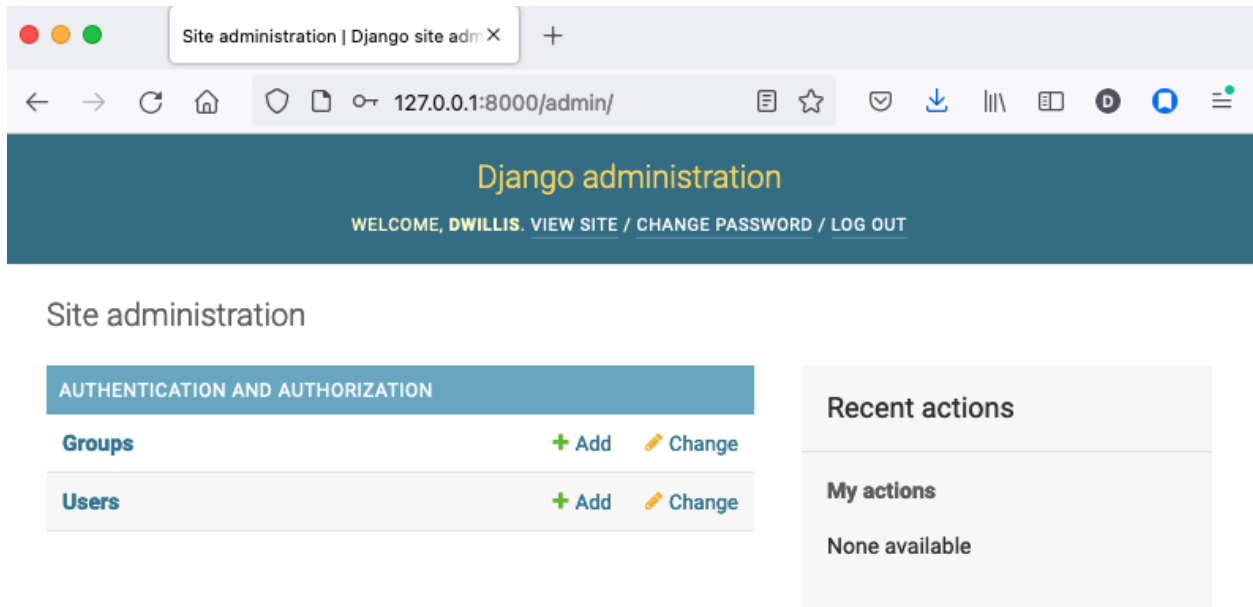 Site administration | Django site adm
127.0.0.1:8000/admin/
D
Django administration
WELCOME, DWILLIS. VIEW SITE / CHANGE PASSWORD / LOG OUT
Site administration
AUTHENTICATION AND AUTHORIZATION
Groups + Add Change
Users + Add Change
Recent actions
My actions
None available